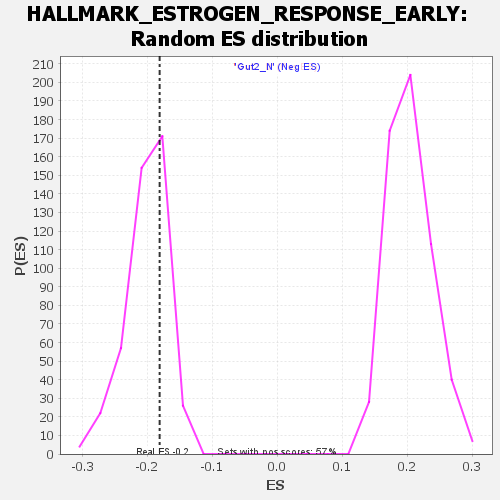 HALLMARK_ESTROGEN_RESPONSE_EARLY:
Random ES distribution
'Gut2_N' (Neg ES)
210
200
190
180
170
160
150
140
130
120
110
100
90
80
70
60
50
40
30
20
10
0
P(ES)
Real ES -0.2
Sets with pos scores: 57%
-0.3 -0.2 -0.1 0.0 0.1 0.2 0.3
ES